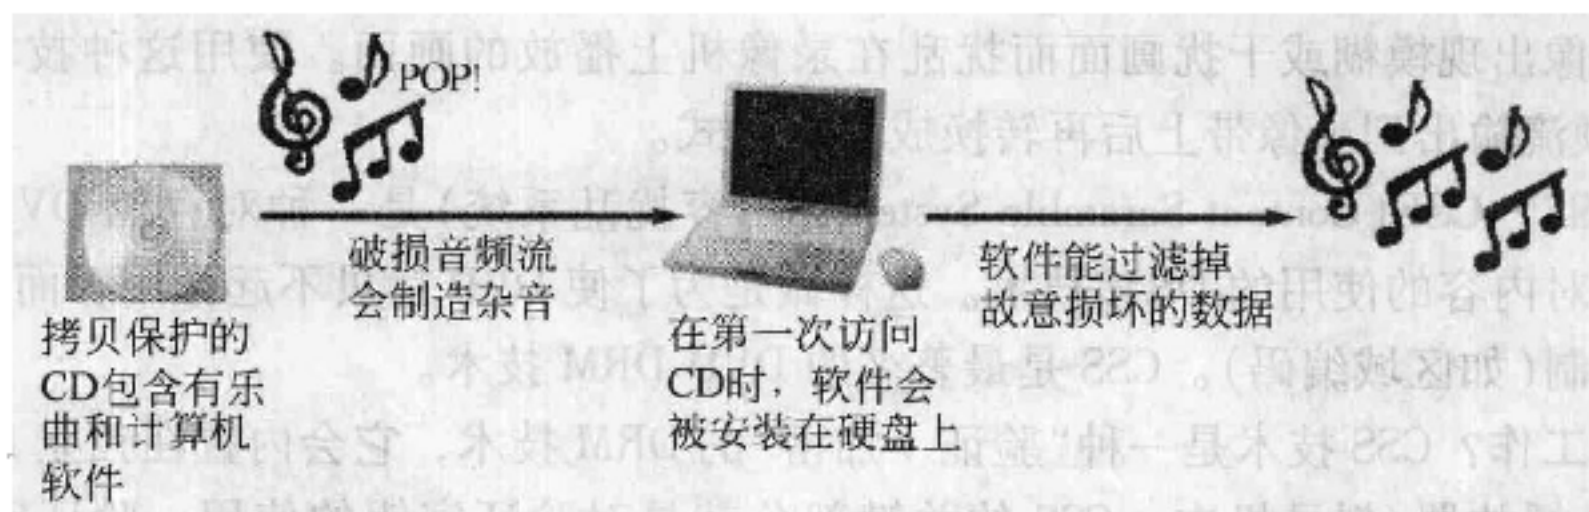 POP!
破损音频流
会制造杂音
拷贝保护的
CD包含有乐
曲和计算机
软件
在第一次访问
CD时，软件会
被安装在硬盘上
软件能过滤掉
故意损坏的数据